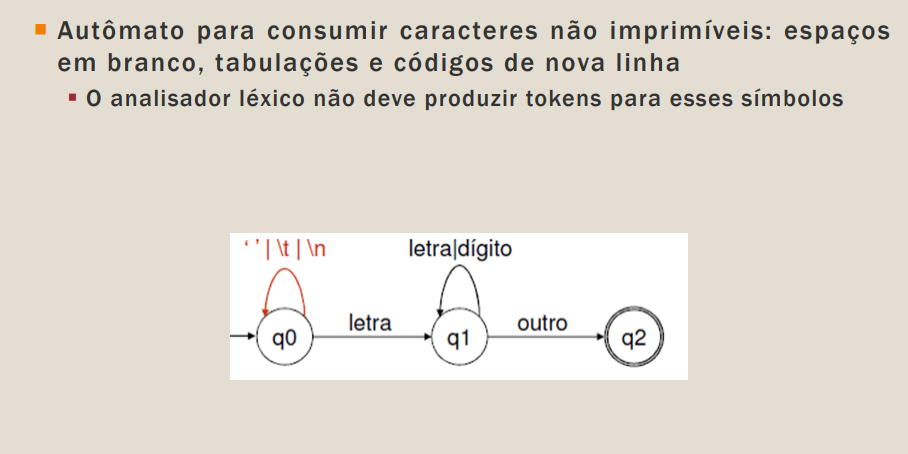 Autômato para consumir caracteres não imprimíveis: espaços
em branco, tabulações e códigos de nova linha
O analisador léxico não deve produzir tokens para esses símbolos
‘ ’| \t | \n
letra|dígito
letra
outro
q0
q1
q2